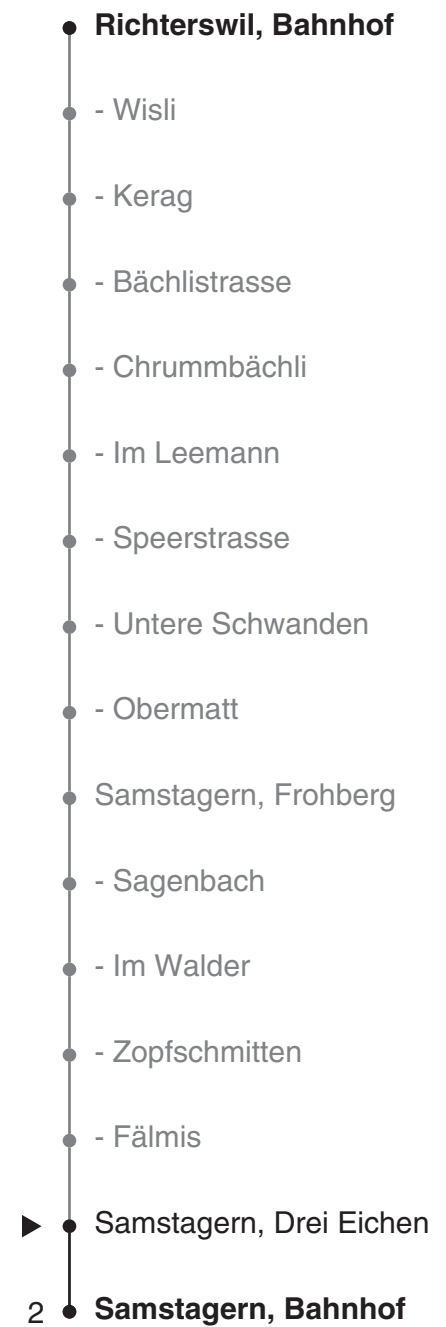 Richterswil, Bahnhof
- Wisli
- Kerag
- Bächlistrasse
- Chrummbächli
- Im Leemann
- Speerstrasse
- Untere Schwanden
- Obermatt
Samstagern, Frohberg
- Sagenbach
- Im Walder
- Zopfschmitten
- Fälmis
Samstagern, Drei Eichen
2 Samstagern, Bahnhof